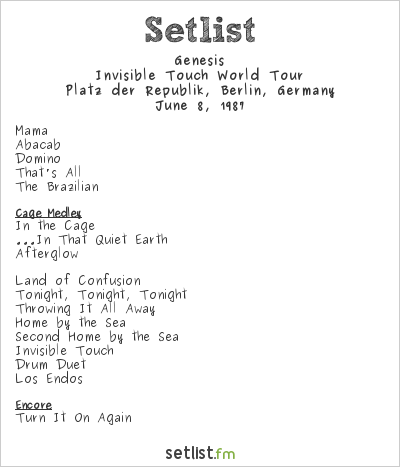 Setlist
Genesis
Invisible Touch World Tour
Platz der Republik, Berlin, Germany
June 8, 1987
Mama
Abacab
Domino
That's All
The Brazilian
Cage Medley
In the Cage
...In That Quiet Earth
Afterglow
Land of Confusion
Tonight, Tonight, Tonight
Throwing It All Away
Home by the Sea
Second Home by the Sea
Invisible Touch
Drum Duet
Los Endos
Encore
Turn It On Again
setlist.fm